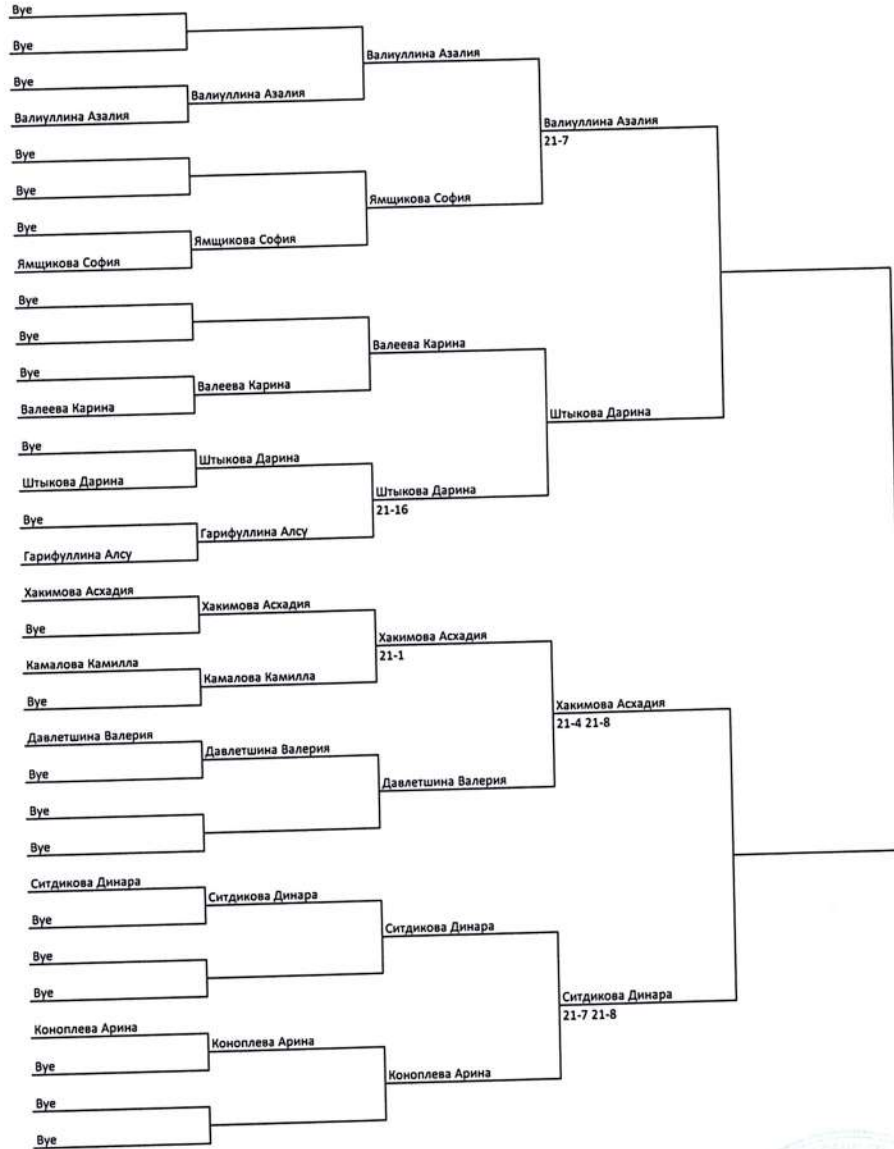 Bye
Bye
Bye
Валиуллина Азалия
Bye
Bye
Bye
Ямщикова София
Bye
Bye
Bye
Валеева Карина
Bye
Штыкова Дарина
Bye
Гарифуллина Алсу
Хакимова Асхадия
Bye
Камалова Камилла
Bye
Давлетшина Валерия
Bye
Bye
Bye
Ситдикова Динара
Bye
Bye
Bye
Коноплева Арина
Bye
Bye
Bye
Валиуллина Азалия
Ямщикова София
Валеева Карина
Штыкова Дарина
Гарифуллина Алсу
Хакимова Асхадия
Камалова Камилла
Давлетшина Валерия
Ситдикова Динара
Коноплева Арина
Валиуллина Азалия
Ямщикова София
Валеева Карина
Штыкова Дарина
21-16
Хакимова Асхадия
21-1
Давлетшина Валерия
Ситдикова Динара
Коноплева Арина
Валиуллина Азалия
21-7
Штыкова Дарина
Хакимова Асхадия
21-4 21-8
Ситдикова Динара
21-7 21-8